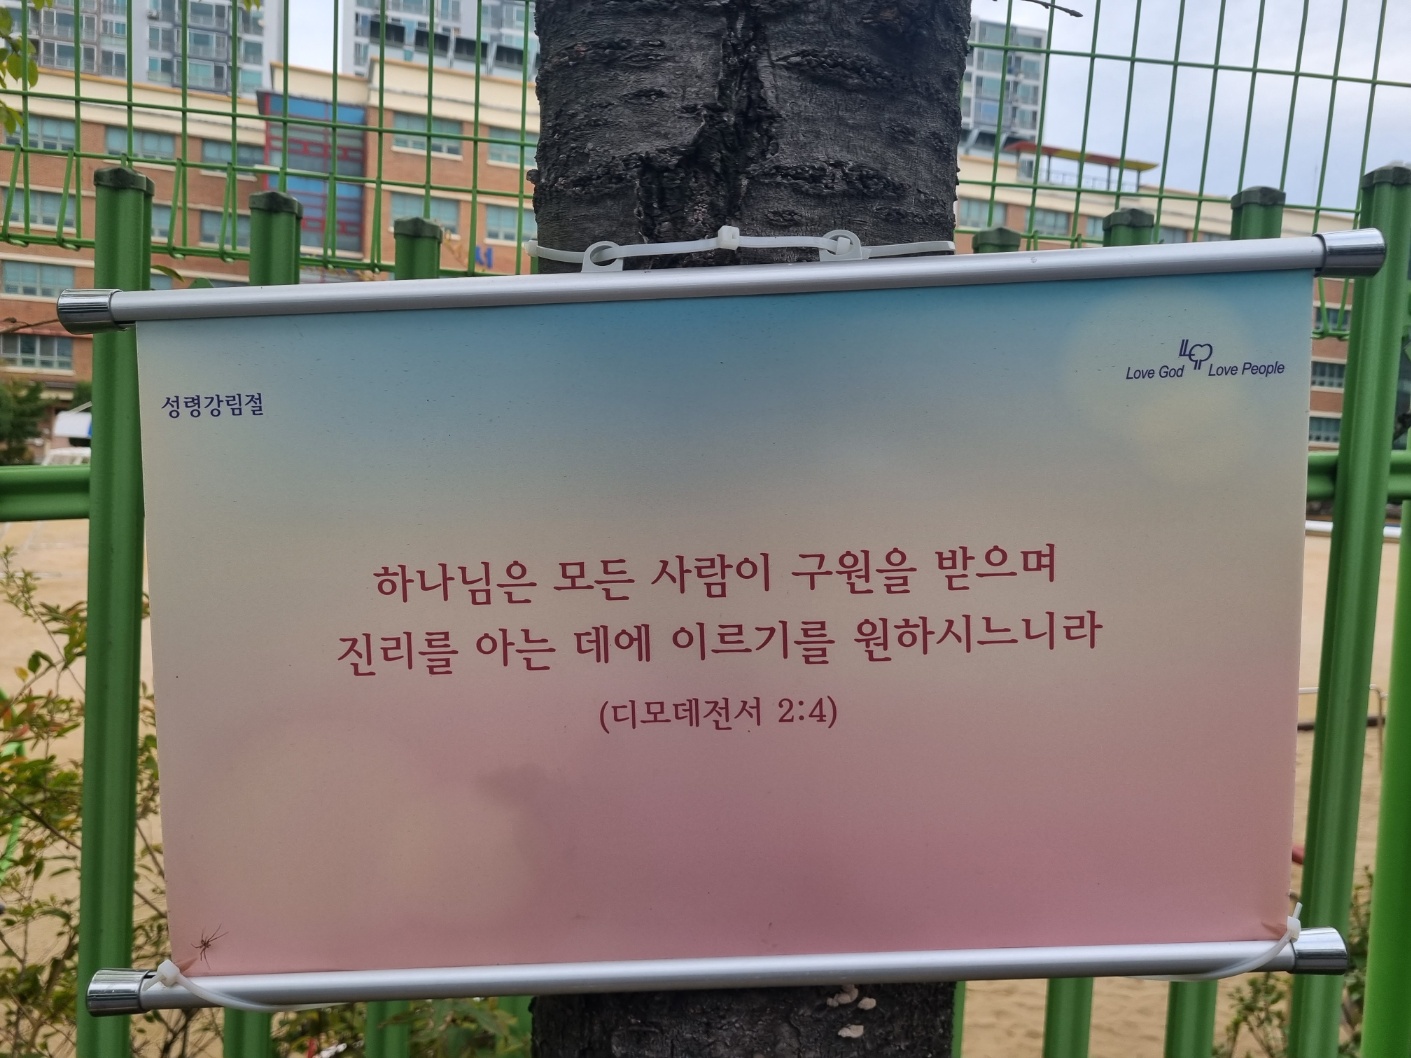 성령강림절
Love God Love People
하나님은 모든 사람이 구원을 받으며
진리를 아는 데에 이르기를 원하시느니라
(디모데전서 2:4)